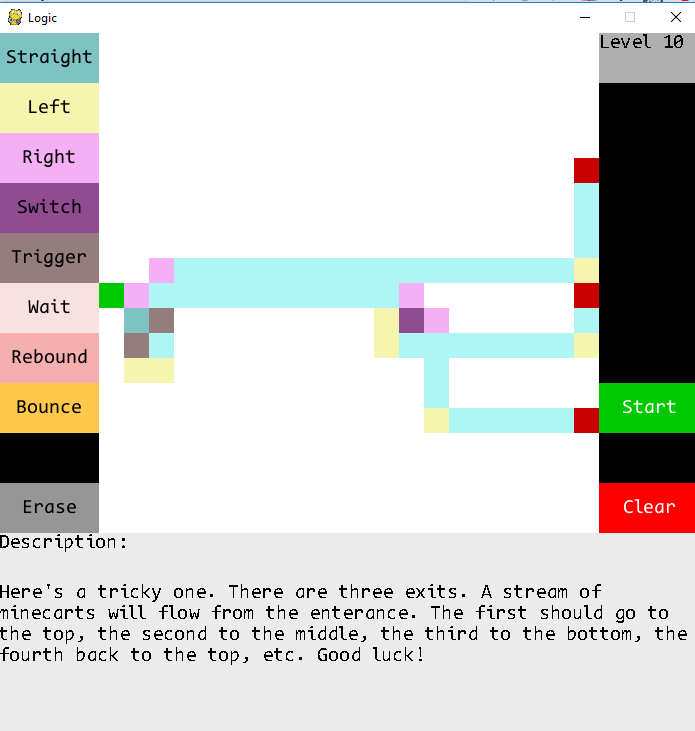 Logic
Straight
Level 10
Left
Right
Switch
Trigger
Wait
Rebound
Bounce
Start
Erase
Clear
Description:
Here's a tricky one. There are three exits. A stream of
minecarts will flow from the enterance. The first should go to
the top, the second to the middle, the third to the bottom, the
fourth back to the top, etc. Good luck!